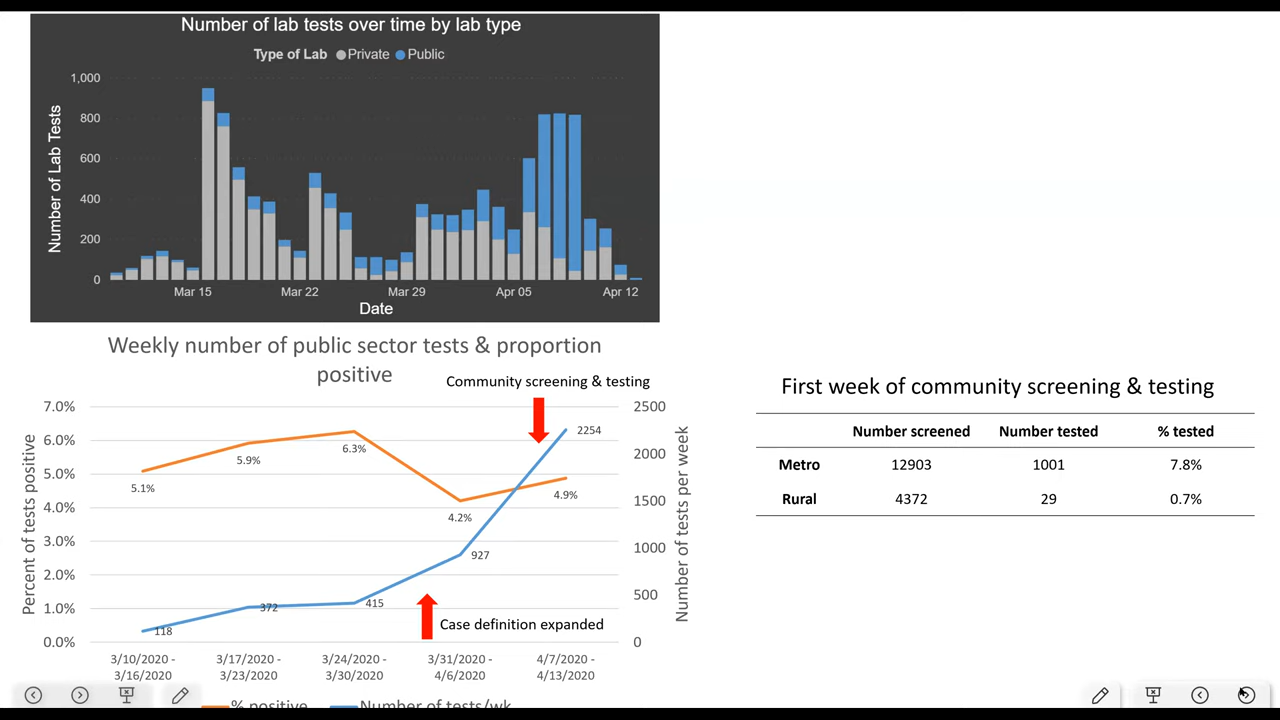 Number of lab tests over time by lab type
Type of Lab Private Public
1,000
800
600
400
200
0
Number of Lab Tests
Mar 15 Mar 22 Mar 29 Apr 05 Apr 12
Date
Weekly number of public sector tests & proportion
positive
Community screening & testing
7.0%
6.0%
5.0%
4.0%
3.0%
2.0%
1.0%
0.0%
Percent of tests positive
5.1%
5.9%
6.3%
4.2%
4.9%
118
372
415
927
2254
Case definition expanded
2500
2000
1500
1000
500
0
Number of tests per week
3/10/2020 - 3/17/2020 - 3/24/2020 - 3/31/2020 - 4/7/2020 -
3/16/2020 3/23/2020 3/30/2020 4/6/2020 4/13/2020
% positive Number of tests/wk
First week of community screening & testing
Number screened Number tested % tested
Metro 12903 1001 7.8%
Rural 4372 29 0.7%